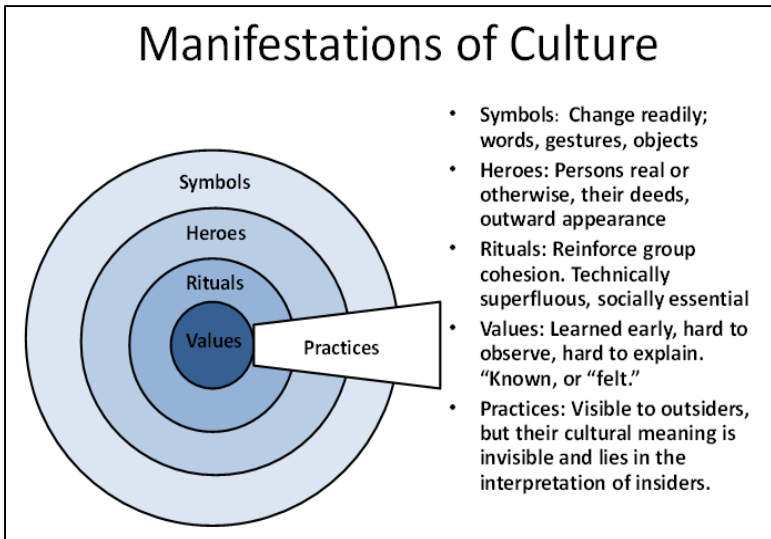 Manifestations of Culture
Symbols
Heroes
Rituals
Values
Practices
• Symbols: Change readily;
words, gestures, objects
• Heroes: Persons real or
otherwise, their deeds,
outward appearance
• Rituals: Reinforce group
cohesion. Technically
superfluous, socially essential
• Values: Learned early, hard to
observe, hard to explain.
“Known, or “felt.”
• Practices: Visible to outsiders,
but their cultural meaning is
invisible and lies in the
interpretation of insiders.